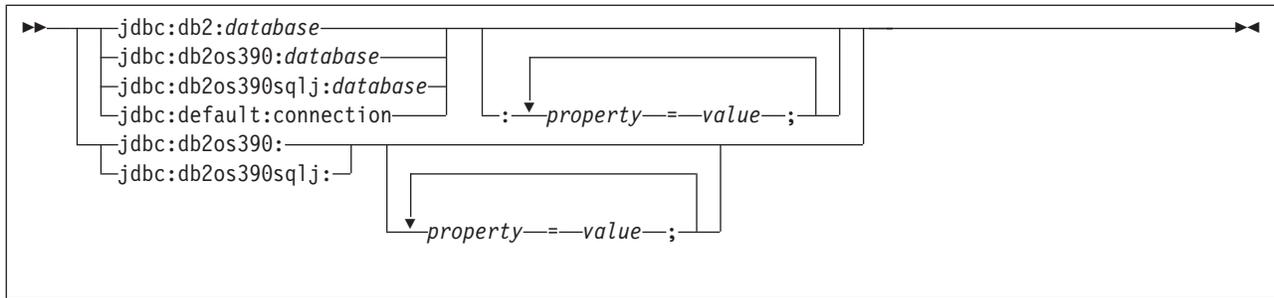 jdbc:db2:database
jdbc:db2os390:database
jdbc:db2os390sqlj:database
jdbc:default:connection
: property = value ;
jdbc:db2os390:
jdbc:db2os390sqlj:
property = value ;